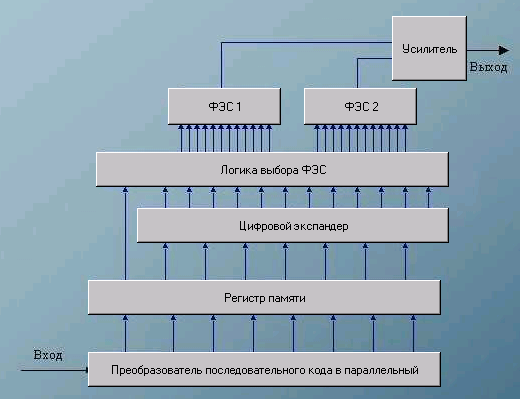 Усилитель
Выход
ФЭС 1
ФЭС 2
Логика выбора ФЭС
Цифровой экспандер
Регистр памяти
Вход
Преобразователь последовательного кода в параллельный